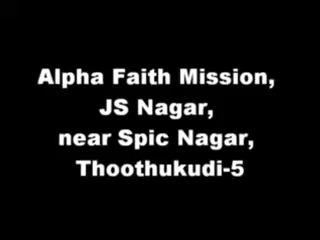 Alpha Faith Mission,
JS Nagar,
near Spic Nagar,
Thoothukudi-5